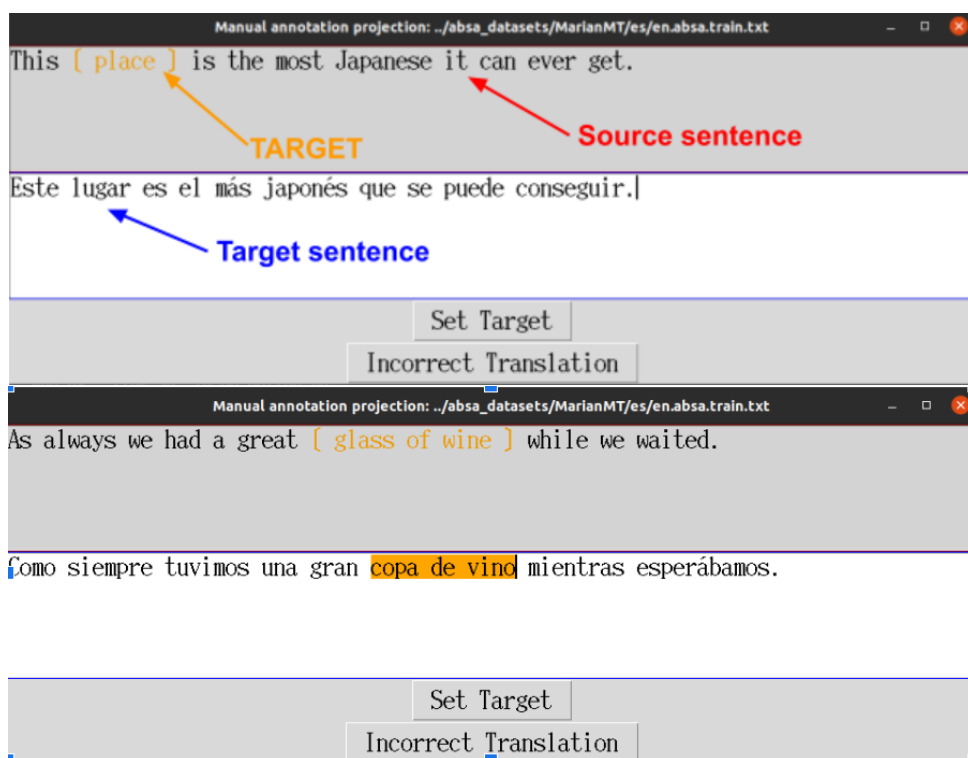 Manual annotation projection: ../absa_datasets/MarianMT/es/en.absa.train.txt
This [ place ] is the most Japanese it can ever get.
TARGET
Source sentence
Este lugar es el más japonés que se puede conseguir.
Target sentence
Set Target
Incorrect Translation
Manual annotation projection: ../absa_datasets/MarianMT/es/en.absa.train.txt
As always we had a great [ glass of wine ] while we waited.
Como siempre tuvimos una gran copa de vino mientras esperábamos.
Set Target
Incorrect Translation